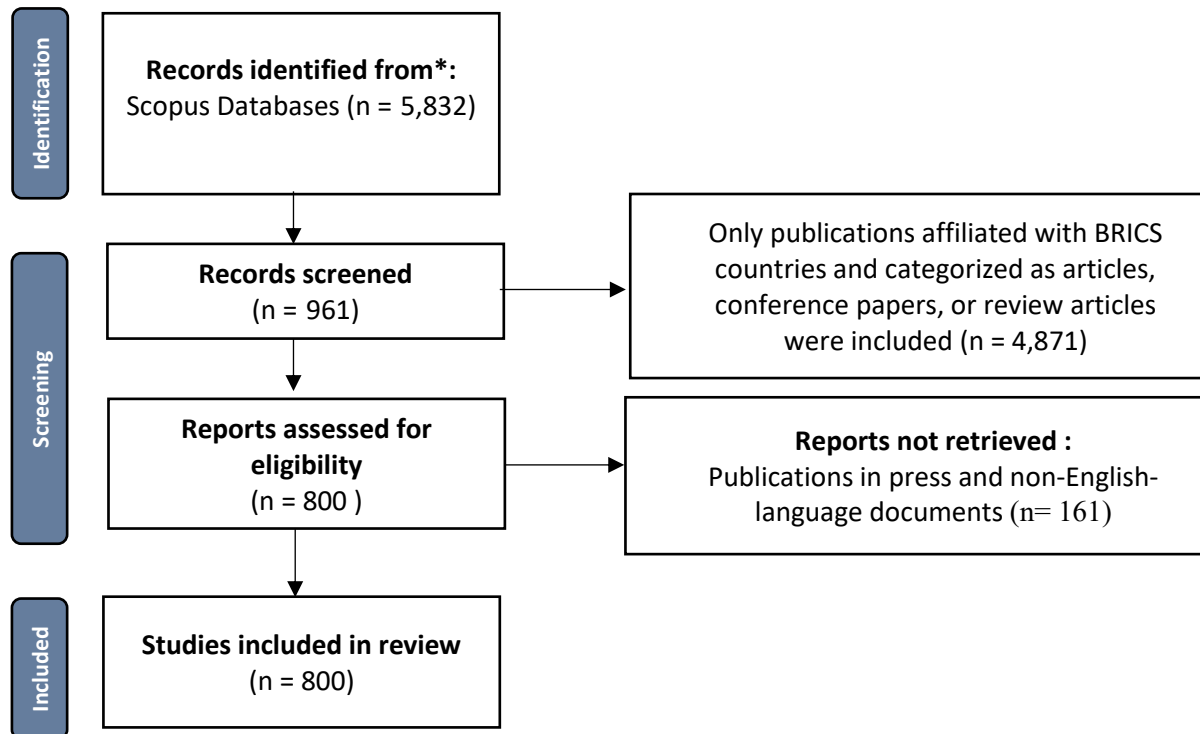 Identification
Records identified from*:
Scopus Databases (n = 5,832)
Screening
Records screened
(n = 961)
Only publications affiliated with BRICS
countries and categorized as articles,
conference papers, or review articles
were included (n = 4,871)
Reports assessed for
eligibility
(n = 800 )
Reports not retrieved :
Publications in press and non-English-
language documents (n= 161)
Included
Studies included in review
(n = 800)